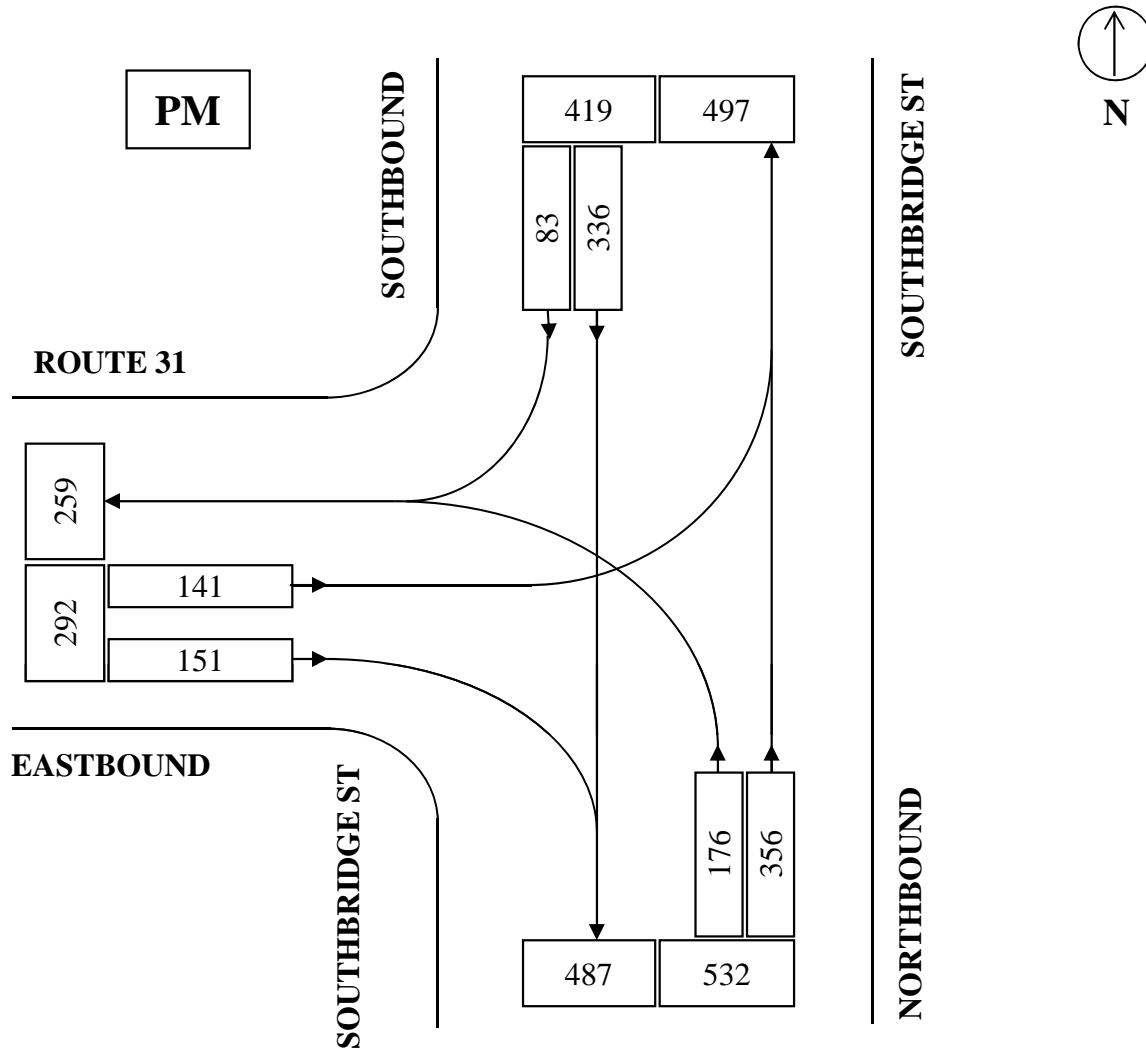 PM
SOUTHBOUND
419
497
SOUTHBRIDGE ST
N
83
336
ROUTE 31
259
141
292
151
EASTBOUND
SOUTHBRIDGE ST
176
356
NORTHBOUND
487
532